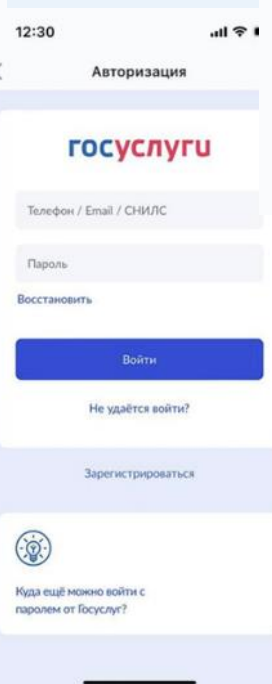 12:30
Авторизация
госуслуги
Телефон / Email / СНИЛС
Пароль
Восстановить
Войти
Не удаётся войти?
Зарегистрироваться
Куда ещё можно войти с
паролем от Госуслуг?